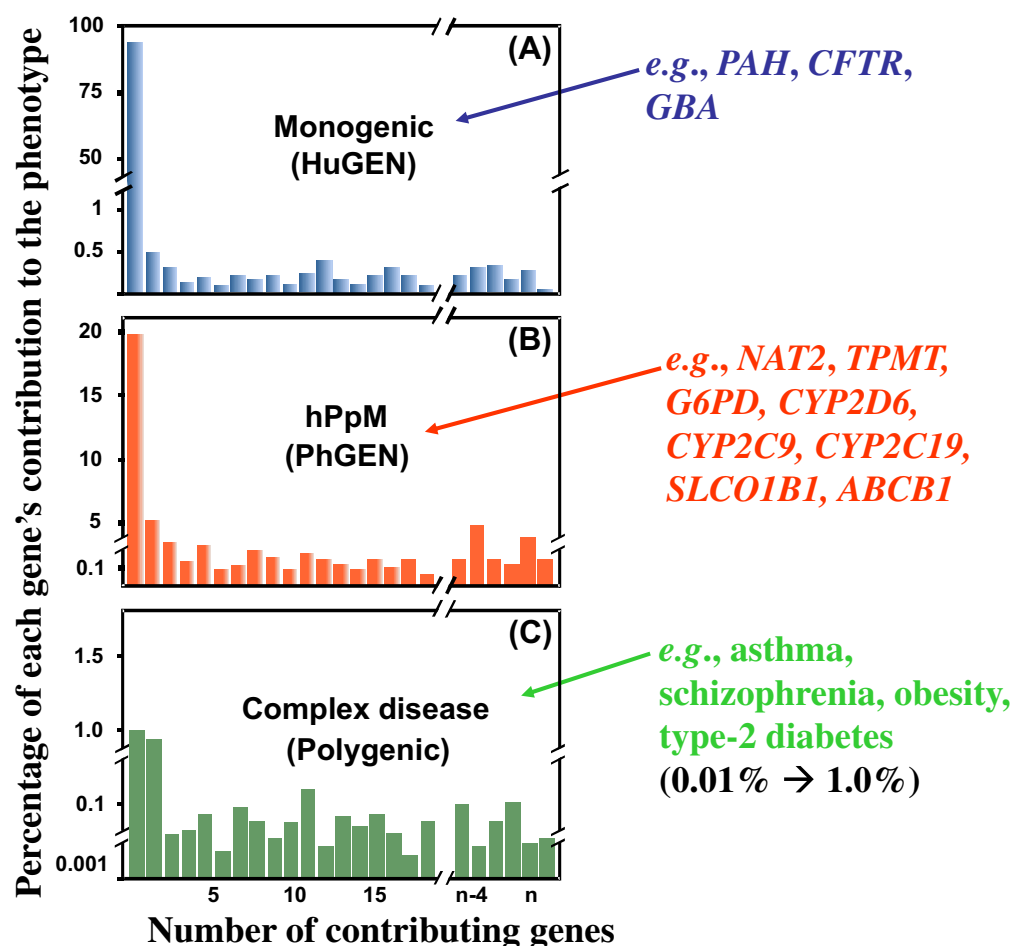 Percentage of each gene's contribution to the phenotype
100
75
50
1
0.5
(A)
Monogenic
(HuGEN)
e.g., PAH, CFTR,
GBA
20
15
10
5
0.1
(B)
hPpM
(PhGEN)
e.g., NAT2, TPMT,
G6PD, CYP2D6,
CYP2C9, CYP2C19,
SLCO1B1, ABCB1
1.5
1.0
0.1
0.001
(C)
Complex disease
(Polygenic)
e.g., asthma,
schizophrenia, obesity,
type-2 diabetes
(0.01% → 1.0%)
5 10 15 n-4 n
Number of contributing genes